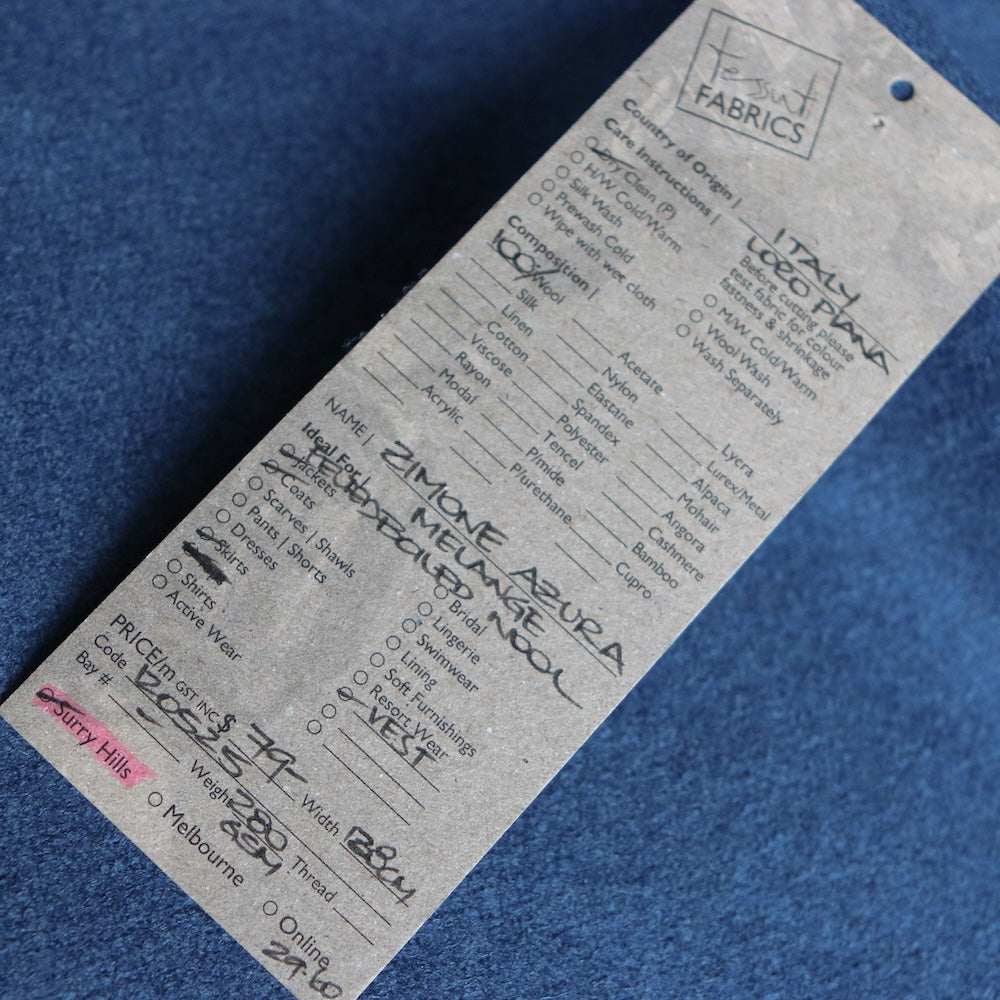 Tessuti
FABRICS
Country of Origin | ITALY
LORO PIANA
Care Instructions |
Before cutting please
test fabric for colour
fastness & shrinkage
Dry Clean (P)
H/W Cold/Warm
Silk Wash
Prewash Cold
Wipe with wet cloth
M/W Cold/Warm
Wool Wash
Wash Separately
Composition |
100% Wool
Silk
Linen
Cotton
Viscose
Rayon
Modal
Acrylic
Acetate
Nylon
Elastane
Spandex
Polyester
Tencel
P/mide
P/urethane
Lycra
Lurex/Metal
Alpaca
Mohair
Angora
Cashmere
Bamboo
Cupro
NAME | ZIMONE AZURA
MELANGE
BOILED WOOL
Ideal For |
Jackets
Coats
Scarves | Shawls
Pants | Shorts
Dresses
Skirts
Shirts
Active Wear
Bridal
Lingerie
Swimwear
Lining
Soft Furnishings
Resort Wear
VEST
PRICE/m GST INC $ 79-
Width 138cm
Code
Bay #
Weight 280
GSM
Thread
Surry Hills
Melbourne
Online
29.60